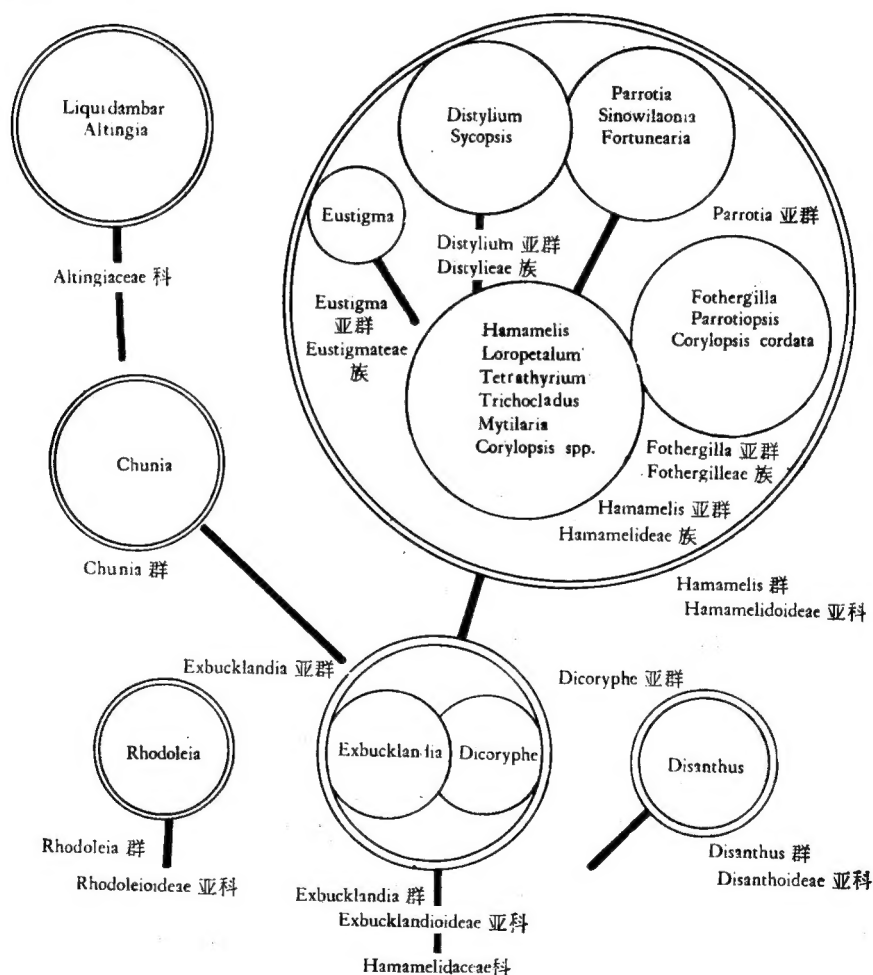 Liquidambar
Altingia
Altingiaceae 科
Distylium
Sycopsis
Parrotia
Sinowilaonia
Fortunearia
Eustigma
Parrotia 亚群
Distylium 亚群
Distylieae 族
Eustigma
亚群
Eustigmateae
族
Fothergilla
Parrotiopsis
Corylopsis cordata
Hamamelis
Loropetalum
Tetrathyrium
Trichocladus
Mytilaria
Corylopsis spp.
Fothergilla 亚群
Fothergilleae 族
Hamamelis 亚群
Hamamelideae 族
Chunia
Chunia 群
Hamamelis 群
Hamamelidoideae 亚科
Exbucklandia 亚群
Dicoryphe 亚群
Rhodoleia
Exbucklandia
Dicoryphe
Disanthus
Rhodoleia 群
Rhodoleioideae 亚科
Disanthus 群
Disanthoideae 亚科
Exbucklandia 群
Exbucklandioideae 亚科
Hamamelidaceae科